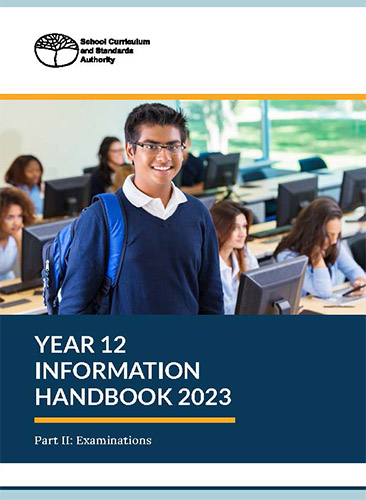 School Curriculum
and Standards
Authority
YEAR 12
INFORMATION
HANDBOOK 2023
Part II: Examinations